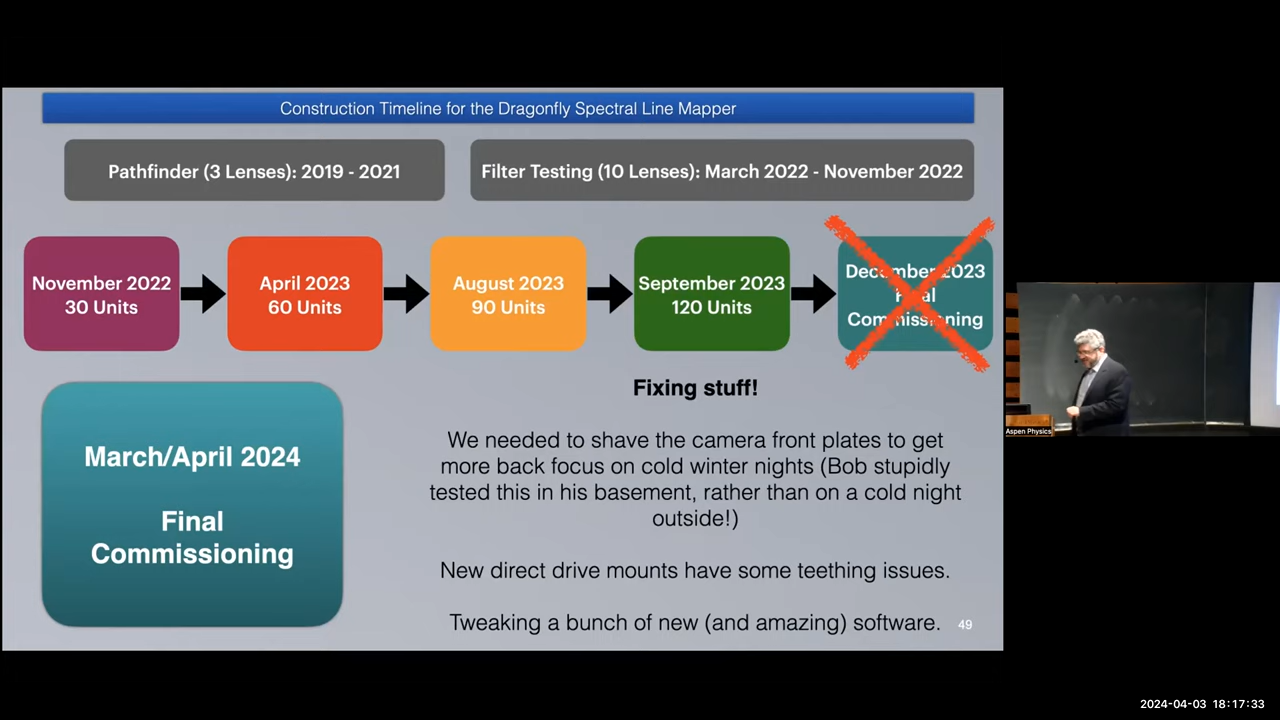 Construction Timeline for the Dragonfly Spectral Line Mapper
Pathfinder (3 Lenses): 2019 - 2021
Filter Testing (10 Lenses): March 2022 - November 2022
November 2022
30 Units
April 2023
60 Units
August 2023
90 Units
September 2023
120 Units
December 2023
Final
Commissioning
March/April 2024
Final
Commissioning
Fixing stuff!
We needed to shave the camera front plates to get
more back focus on cold winter nights (Bob stupidly
tested this in his basement, rather than on a cold night
outside!)
New direct drive mounts have some teething issues.
Tweaking a bunch of new (and amazing) software.
49
Aspen Physics
2024-04-03 18:17:33